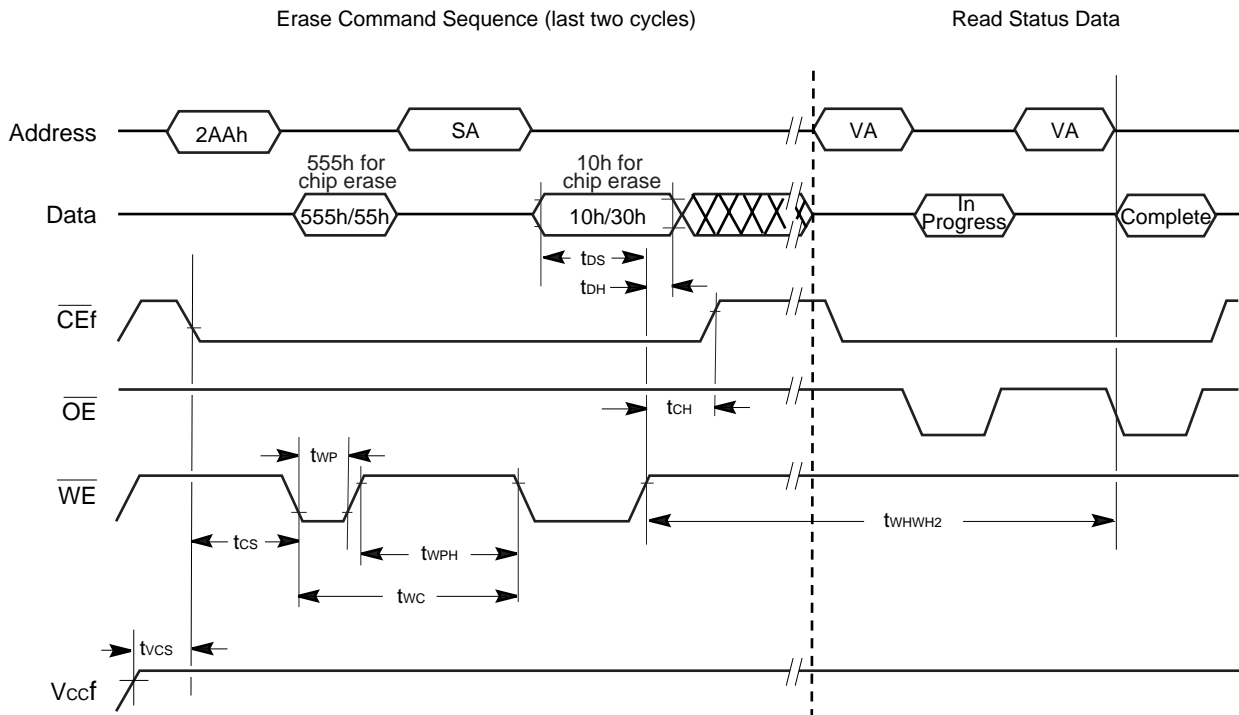 Erase Command Sequence (last two cycles)
Read Status Data
Address
2AAh
SA
VA
VA
555h for
chip erase
10h for
chip erase
Data
555h/55h
10h/30h
In
Progress
Complete
tDS
tDH
CEf
tCH
OE
tWP
WE
tWHWH2
tCS
tWPH
tWC
tVCS
VCCf